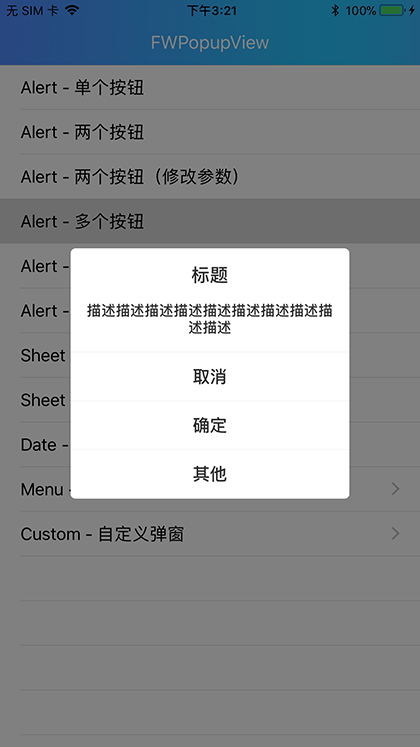 无 SIM 卡 下午3:21 100%
FWPopupView
Alert - 单个按钮
Alert - 两个按钮
Alert - 两个按钮（修改参数）
Alert - 多个按钮
Alert -
标题
描述描述描述描述描述描述描述描述描
述描述
Alert -
Sheet
取消
Sheet
确定
Date -
其他
Menu -
Custom - 自定义弹窗